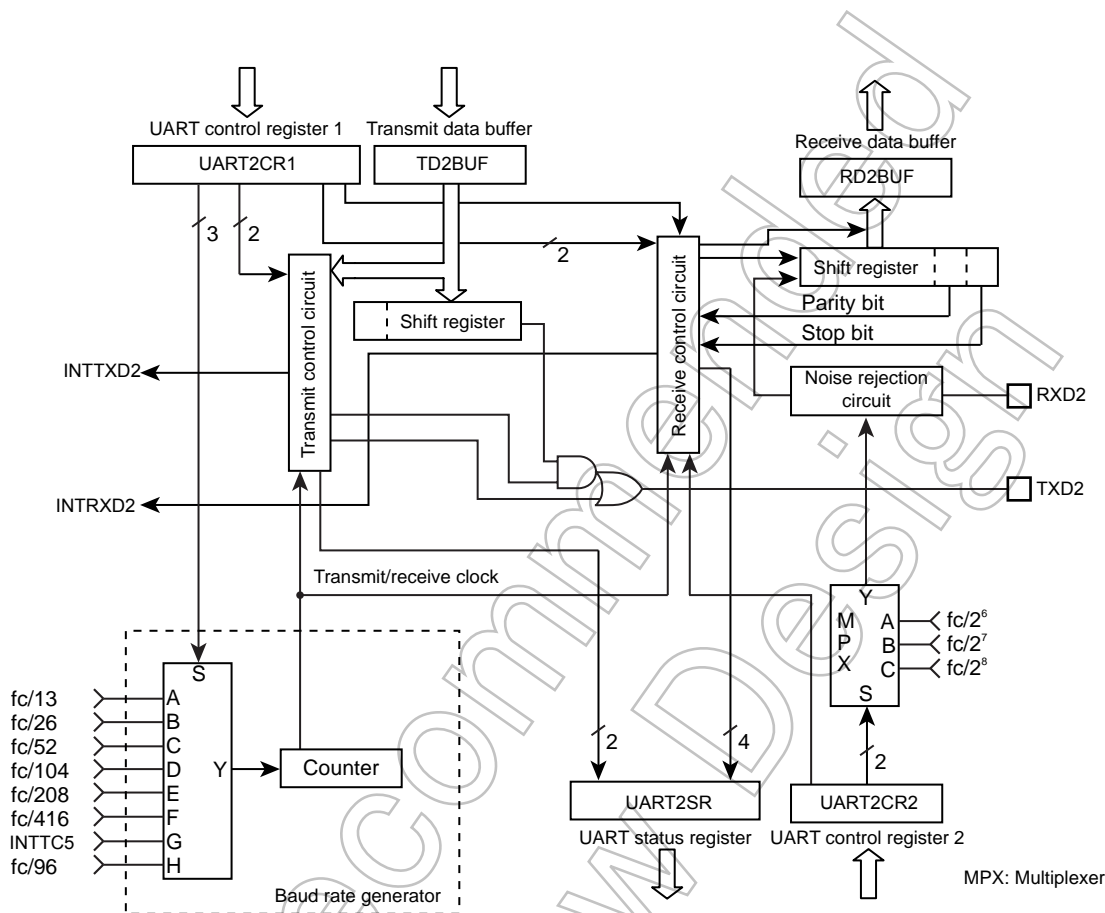 UART control register 1
Transmit data buffer
Receive data buffer
UART2CR1
TD2BUF
RD2BUF
3
2
2
Transmit control circuit
Shift register
Receive control circuit
Shift register
Parity bit
Stop bit
INTTXD2
Noise rejection
circuit
RXD2
INTRXD2
TXD2
Transmit/receive clock
Y
M
P
X
A
B
C
S
fc/2⁶
fc/2⁷
fc/2⁸
S
fc/13
A
fc/26
B
fc/52
C
fc/104
D
fc/208
E
fc/416
F
INTTC5
G
fc/96
H
Y
Counter
2
4
2
UART2SR
UART2CR2
UART status register
UART control register 2
Baud rate generator
MPX: Multiplexer
ecommended
w Design